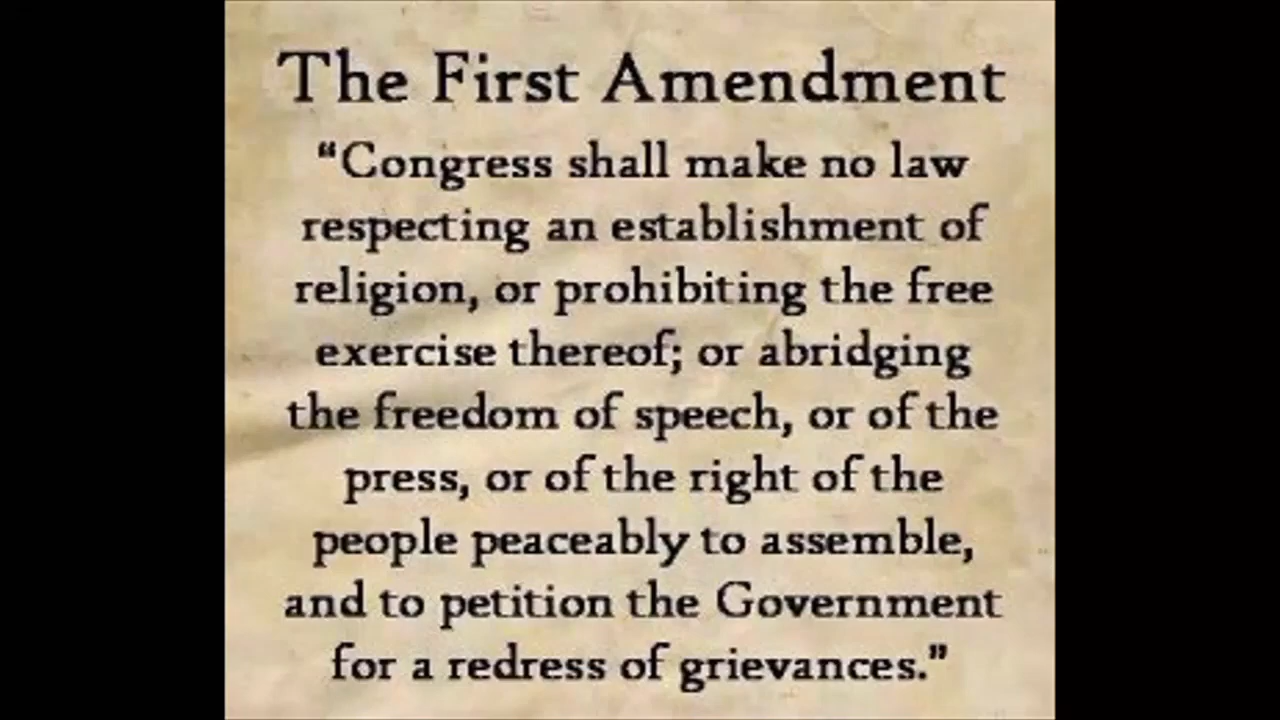 The First Amendment
“Congress shall make no law
respecting an establishment of
religion, or prohibiting the free
exercise thereof; or abridging
the freedom of speech, or of the
press, or of the right of the
people peaceably to assemble,
and to petition the Government
for a redress of grievances.”